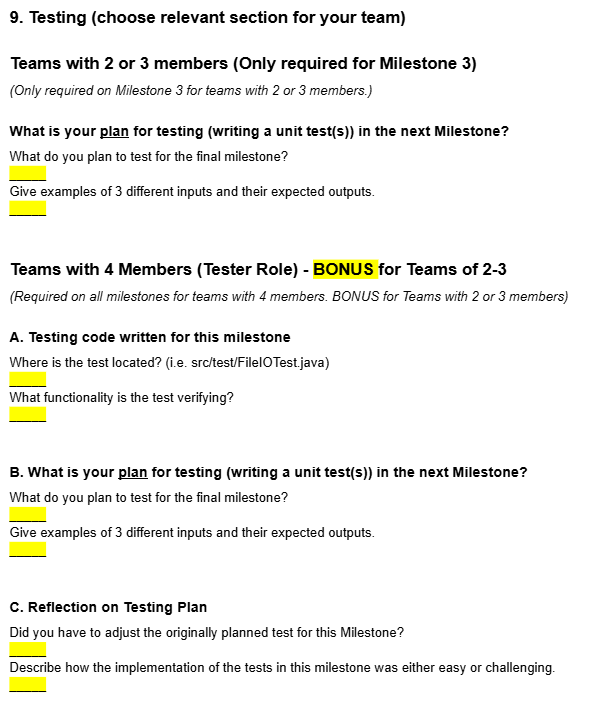 9. Testing (choose relevant section for your team)
Teams with 2 or 3 members (Only required for Milestone 3)
(Only required on Milestone 3 for teams with 2 or 3 members.)
What is your plan for testing (writing a unit test(s)) in the next Milestone?
What do you plan to test for the final milestone?
_____
Give examples of 3 different inputs and their expected outputs.
_____
Teams with 4 Members (Tester Role) - BONUS for Teams of 2-3
(Required on all milestones for teams with 4 members. BONUS for Teams with 2 or 3 members)
A. Testing code written for this milestone
Where is the test located? (i.e. src/test/FileIOTest.java)
_____
What functionality is the test verifying?
_____
B. What is your plan for testing (writing a unit test(s)) in the next Milestone?
What do you plan to test for the final milestone?
_____
Give examples of 3 different inputs and their expected outputs.
_____
C. Reflection on Testing Plan
Did you have to adjust the originally planned test for this Milestone?
_____
Describe how the implementation of the tests in this milestone was either easy or challenging.
_____